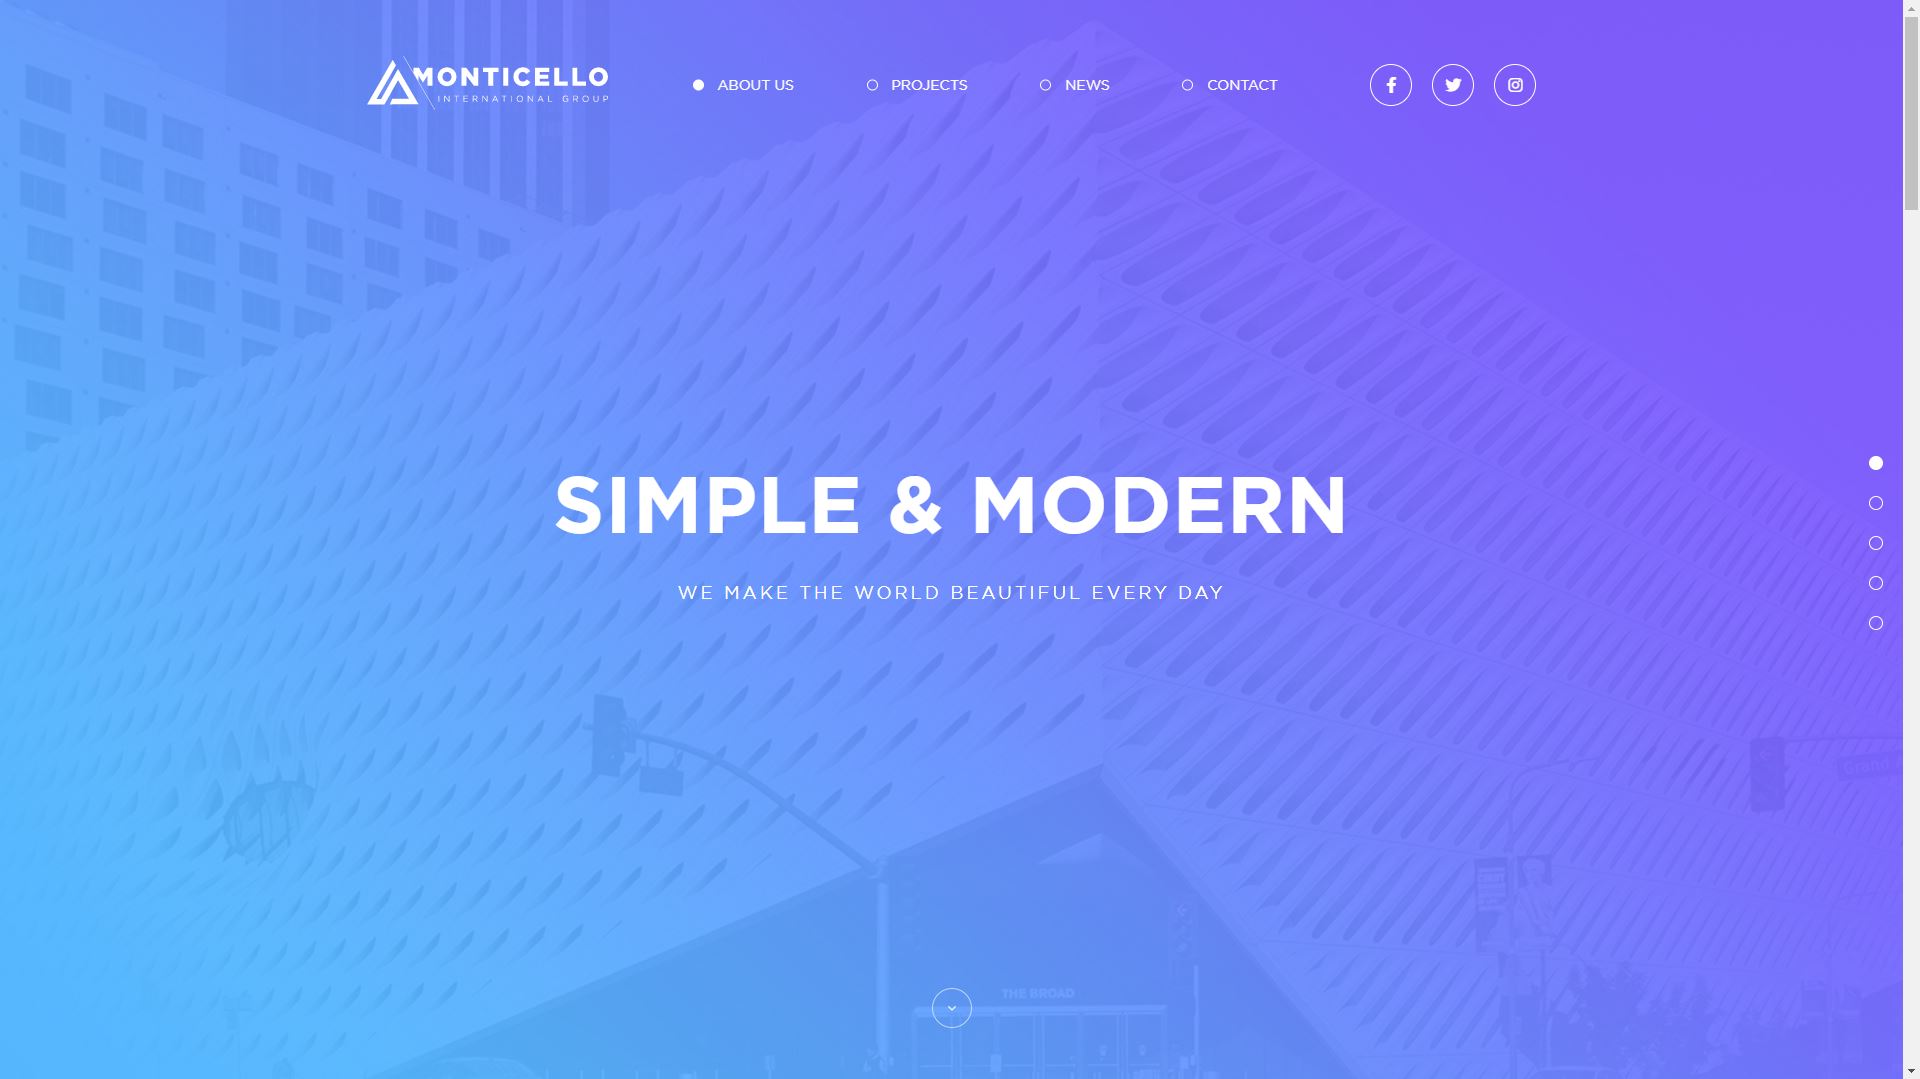 MONTICELLO
INTERNATIONAL GROUP
ABOUT US
PROJECTS
NEWS
CONTACT
SIMPLE & MODERN
WE MAKE THE WORLD BEAUTIFUL EVERY DAY
Grand
THE BROAD